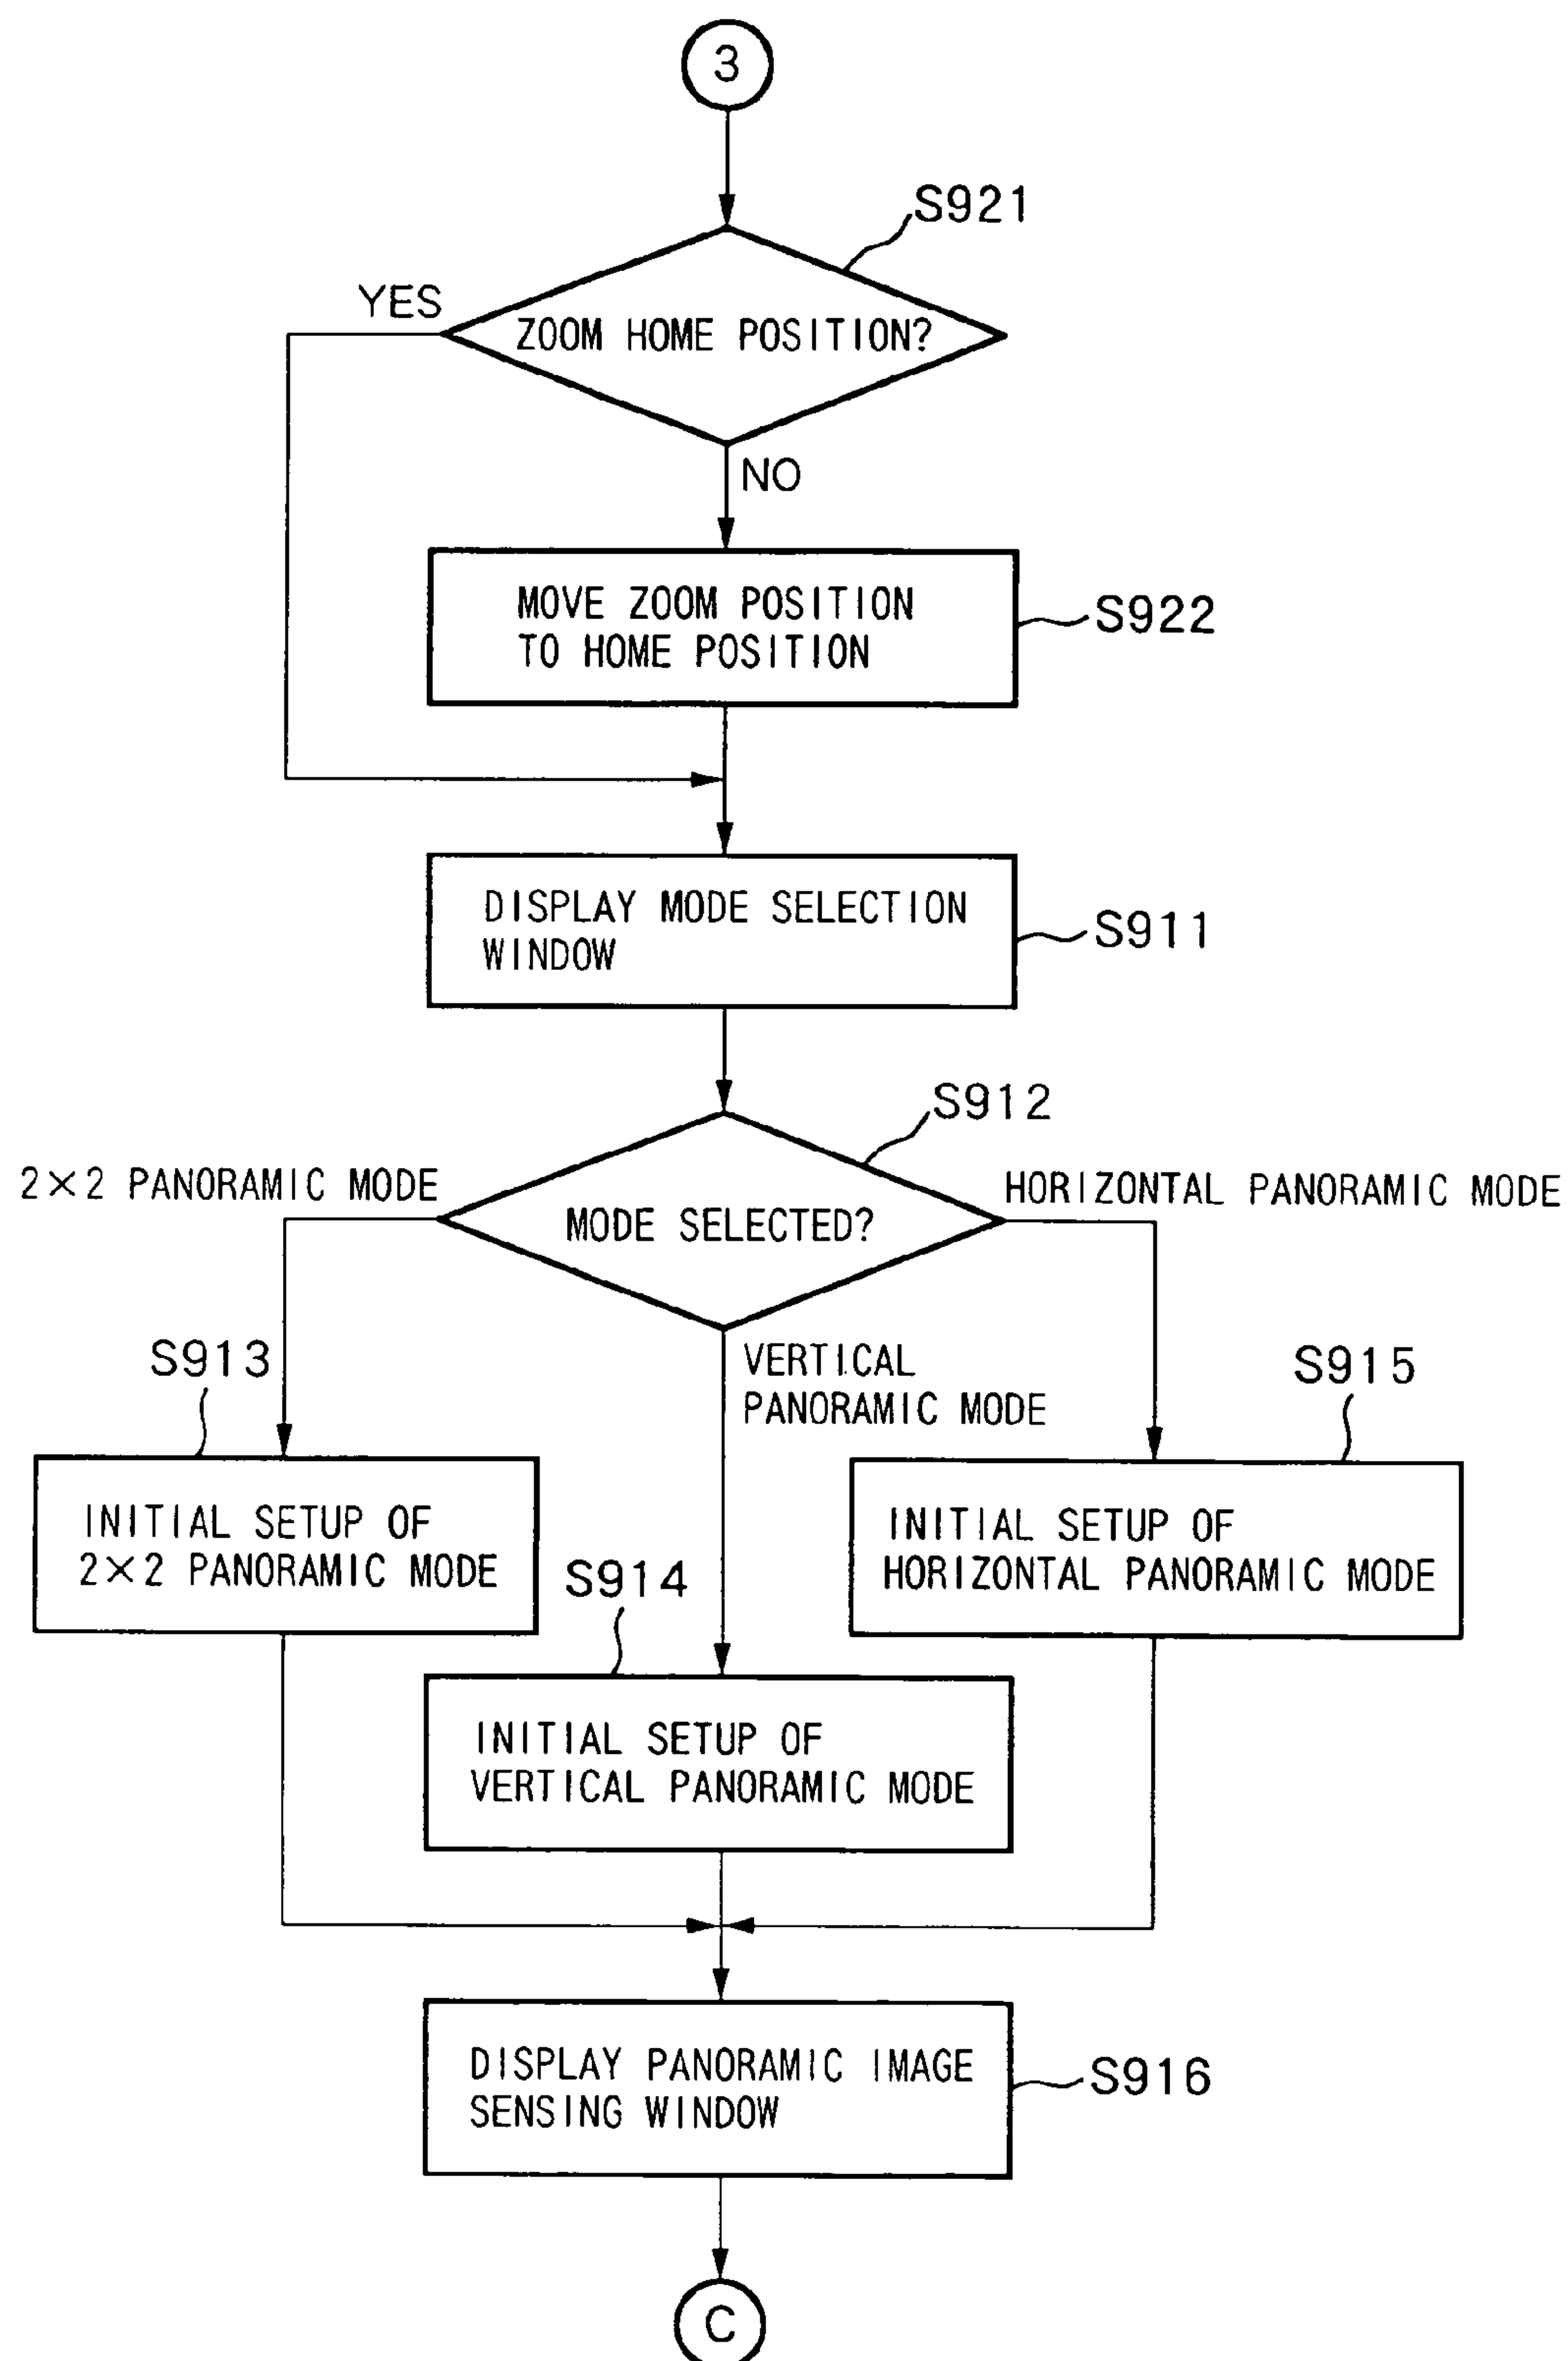 3
S921
YES
ZOOM HOME POSITION?
NO
MOVE ZOOM POSITION
TO HOME POSITION
S922
DISPLAY MODE SELECTION
WINDOW
S911
S912
2×2 PANORAMIC MODE
HORIZONTAL PANORAMIC MODE
MODE SELECTED?
S913
VERTICAL
PANORAMIC MODE
S915
INITIAL SETUP OF
2×2 PANORAMIC MODE
S914
INITIAL SETUP OF
HORIZONTAL PANORAMIC MODE
INITIAL SETUP OF
VERTICAL PANORAMIC MODE
DISPLAY PANORAMIC IMAGE
SENSING WINDOW
S916
C